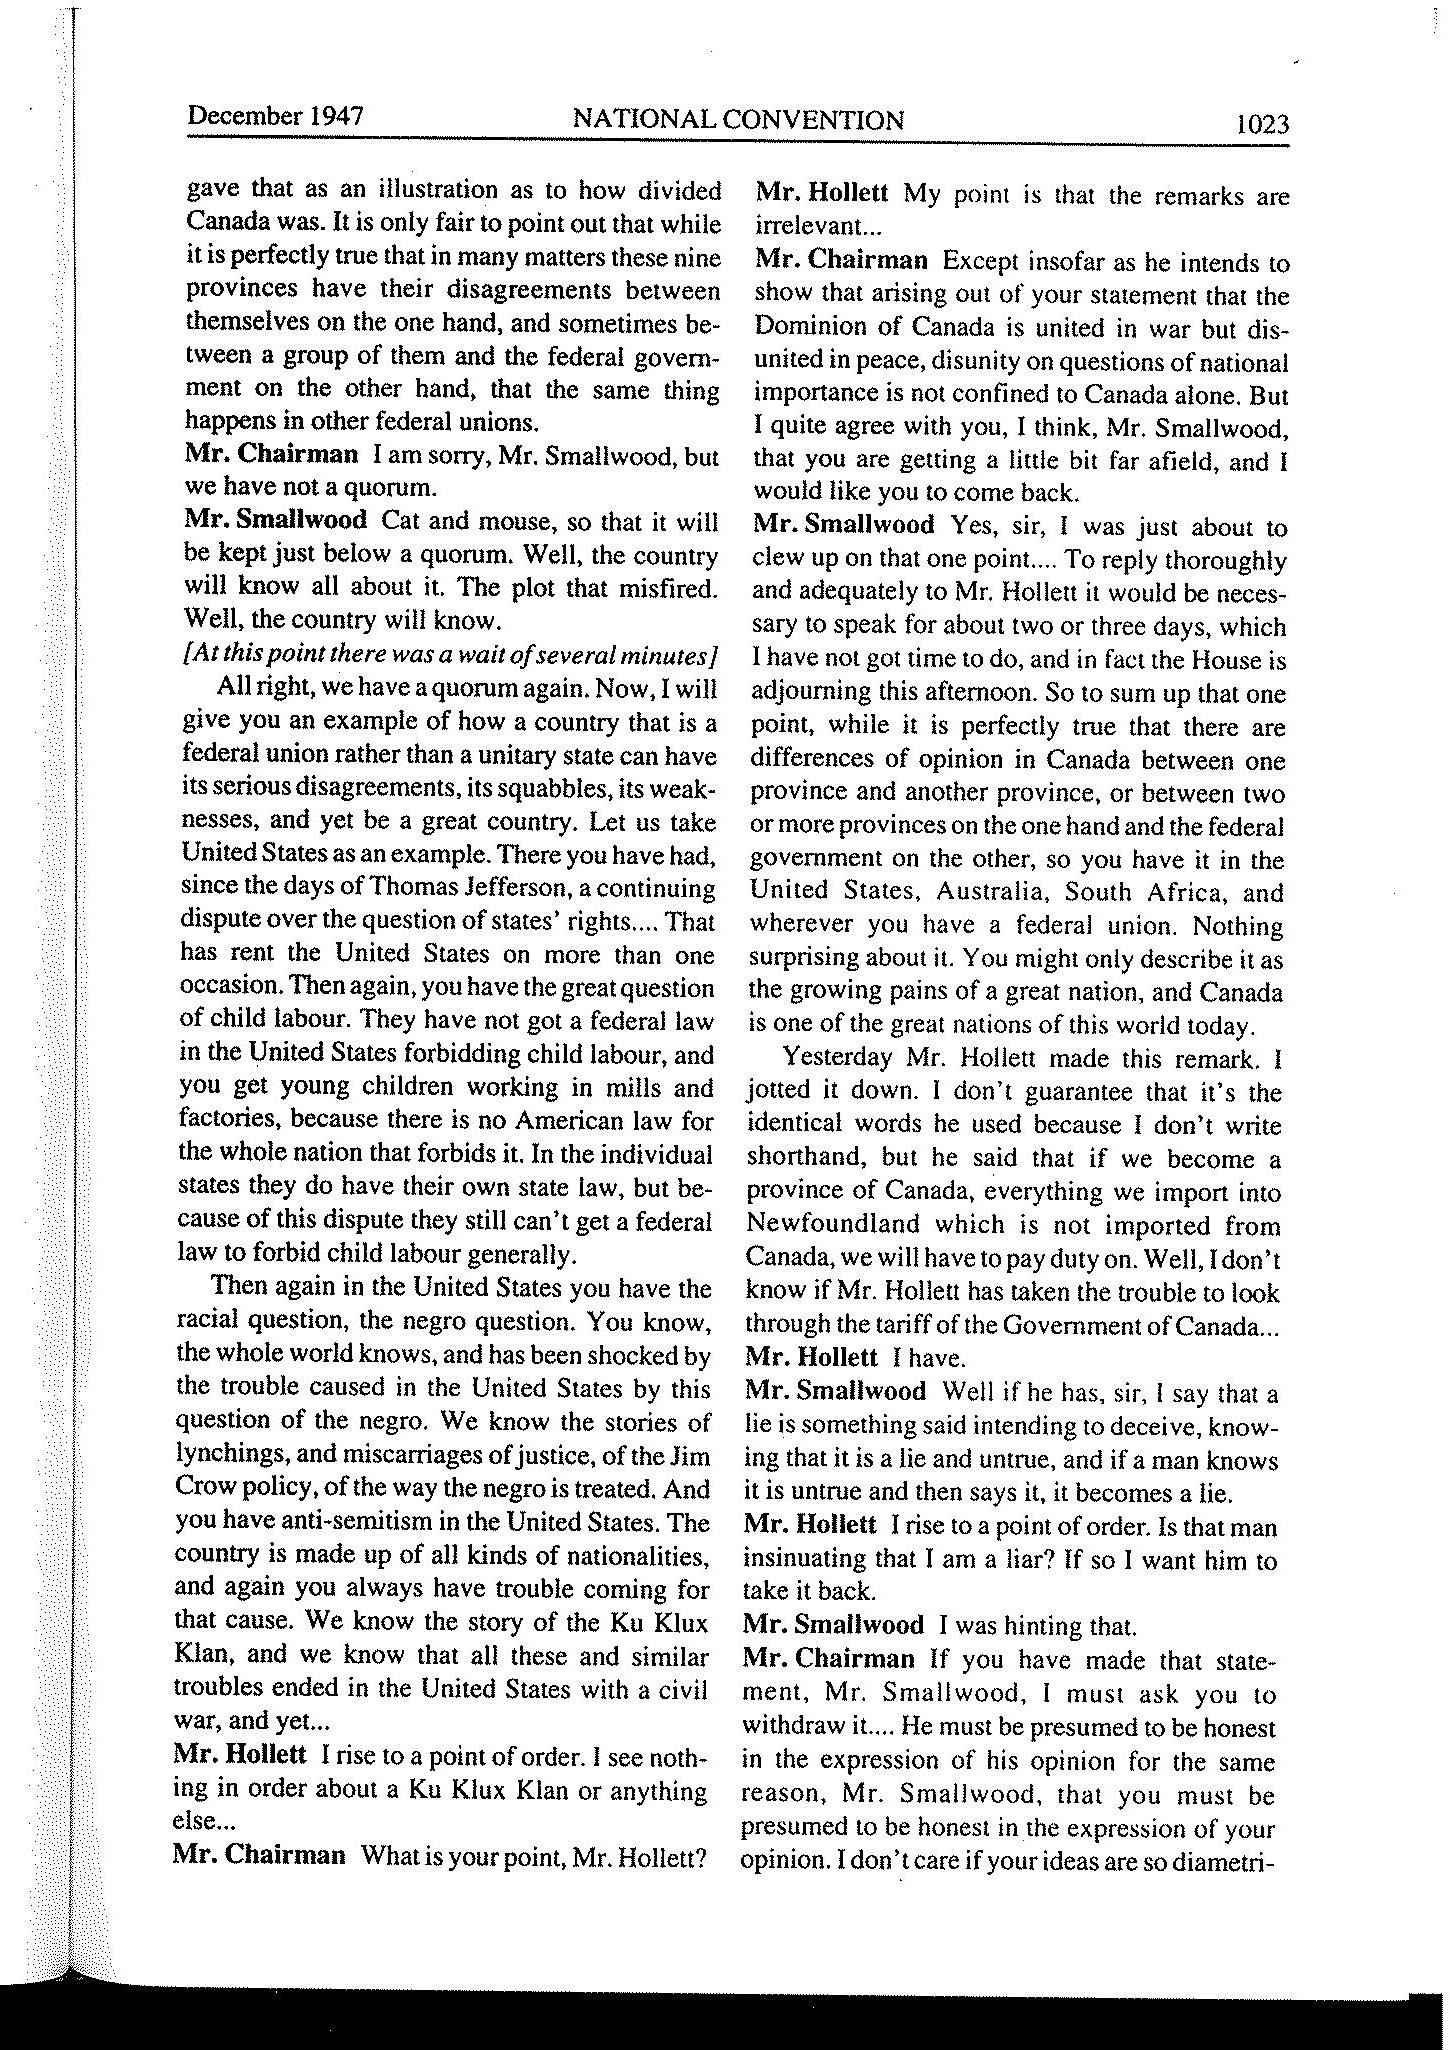 December 1947 NATIONAL CONVENTION 1023
gave that as an illustration as to how divided
Canada was. It is only fair to point out that while
it is perfectly true that in many matters these nine
provinces have their disagreements between
themselves on the one hand, and sometimes be-
tween a group of them and the federal govern-
ment on the other hand, that the same thing
happens in other federal unions.
Mr. Chairman I am sorry, Mr. Smallwood, but
we have not a quorum.
Mr. Smallwood Cat and mouse, so that it will
be kept just below a quorum. Well, the country
will know all about it. The plot that misfired.
Well, the country will know.
[At this point there was a wait of several minutes]
All right, we have a quorum again. Now, I will
give you an example of how a country that is a
federal union rather than a unitary state can have
its serious disagreements, its squabbles, its weak-
nesses, and yet be a great country. Let us take
United States as an example. There you have had,
since the days of Thomas Jefferson, a continuing
dispute over the question of states' rights.... That
has rent the United States on more than one
occasion. Then again, you have the great question
of child labour. They have not got a federal law
in the United States forbidding child labour, and
you get young children working in mills and
factories, because there is no American law for
the whole nation that forbids it. In the individual
states they do have their own state law, but be-
cause of this dispute they still can't get a federal
law to forbid child labour generally.
Then again in the United States you have the
racial question, the negro question. You know,
the whole world knows, and has been shocked by
the trouble caused in the United States by this
question of the negro. We know the stories of
lynchings, and miscarriages of justice, of the Jim
Crow policy, of the way the negro is treated. And
you have anti-semitism in the United States. The
country is made up of all kinds of nationalities,
and again you always have trouble coming for
that cause. We know the story of the Ku Klux
Klan, and we know that all these and similar
troubles ended in the United States with a civil
war, and yet...
Mr. Hollett I rise to a point of order. I see noth-
ing in order about a Ku Klux Klan or anything
else...
Mr. Chairman What is your point, Mr. Hollett?
Mr. Hollett My point is that the remarks are
irrelevant...
Mr. Chairman Except insofar as he intends to
show that arising out of your statement that the
Dominion of Canada is united in war but dis-
united in peace, disunity on questions of national
importance is not confined to Canada alone. But
I quite agree with you, I think, Mr. Smallwood,
that you are getting a little bit far afield, and I
would like you to come back.
Mr. Smallwood Yes, sir, I was just about to
clew up on that one point.... To reply thoroughly
and adequately to Mr. Hollett it would be neces-
sary to speak for about two or three days, which
I have not got time to do, and in fact the House is
adjourning this afternoon. So to sum up that one
point, while it is perfectly true that there are
differences of opinion in Canada between one
province and another province, or between two
or more provinces on the one hand and the federal
government on the other, so you have it in the
United States, Australia, South Africa, and
wherever you have a federal union. Nothing
surprising about it. You might only describe it as
the growing pains of a great nation, and Canada
is one of the great nations of this world today.
Yesterday Mr. Hollett made this remark. I
jotted it down. I don't guarantee that it's the
identical words he used because I don't write
shorthand, but he said that if we become a
province of Canada, everything we import into
Newfoundland which is not imported from
Canada, we will have to pay duty on. Well, I don't
know if Mr. Hollett has taken the trouble to look
through the tariff of the Government of Canada...
Mr. Hollett I have.
Mr. Smallwood Well if he has, sir, I say that a
lie is something said intending to deceive, know-
ing that it is a lie and untrue, and if a man knows
it is untrue and then says it, it becomes a lie.
Mr. Hollett I rise to a point of order. Is that man
insinuating that I am a liar? If so I want him to
take it back.
Mr. Smallwood I was hinting that.
Mr. Chairman If you have made that state-
ment, Mr. Smallwood, I must ask you to
withdraw it.... He must be presumed to be honest
in the expression of his opinion for the same
reason, Mr. Smallwood, that you must be
presumed to be honest in the expression of your
opinion. I don't care if your ideas are so diametri-